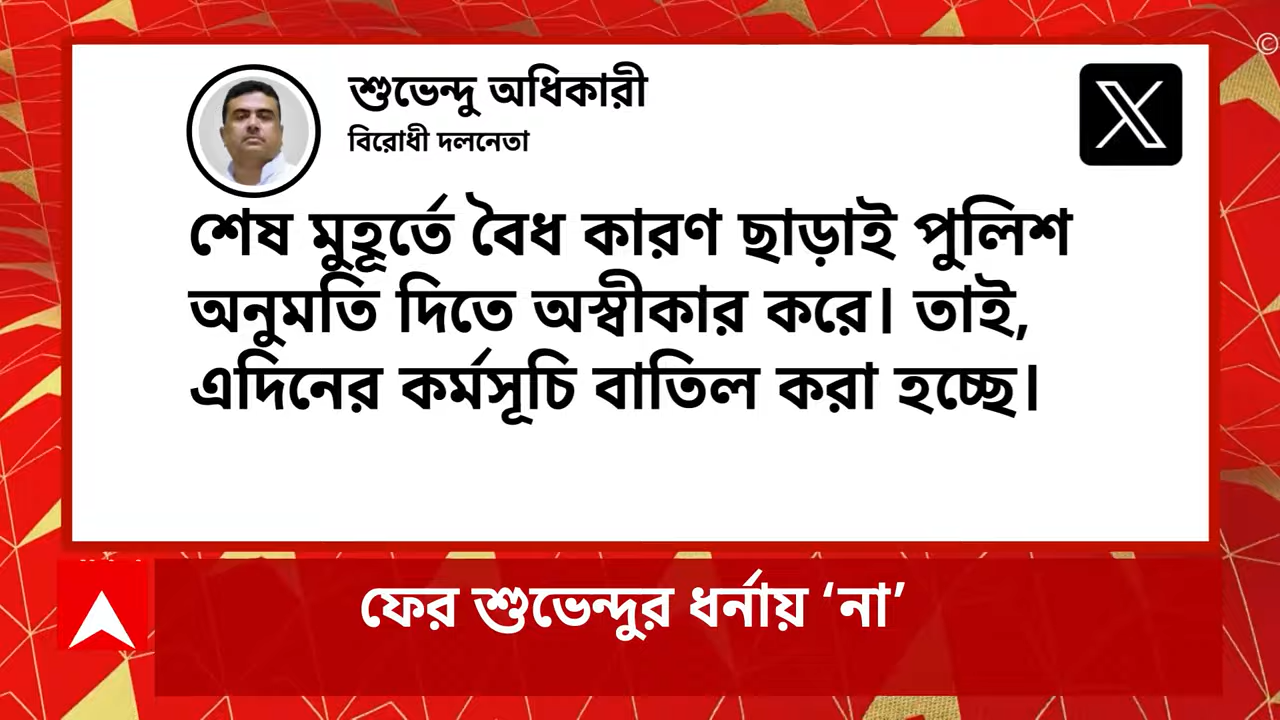 ©
শুভেন্দু অধিকারী
বিরোধী দলনেতা
শেষ মুহূর্তে বৈধ কারণ ছাড়াই পুলিশ
অনুমতি দিতে অস্বীকার করে। তাই,
এদিনের কর্মসূচি বাতিল করা হচ্ছে।
ফের শুভেন্দুর ধর্নায় ‘না’